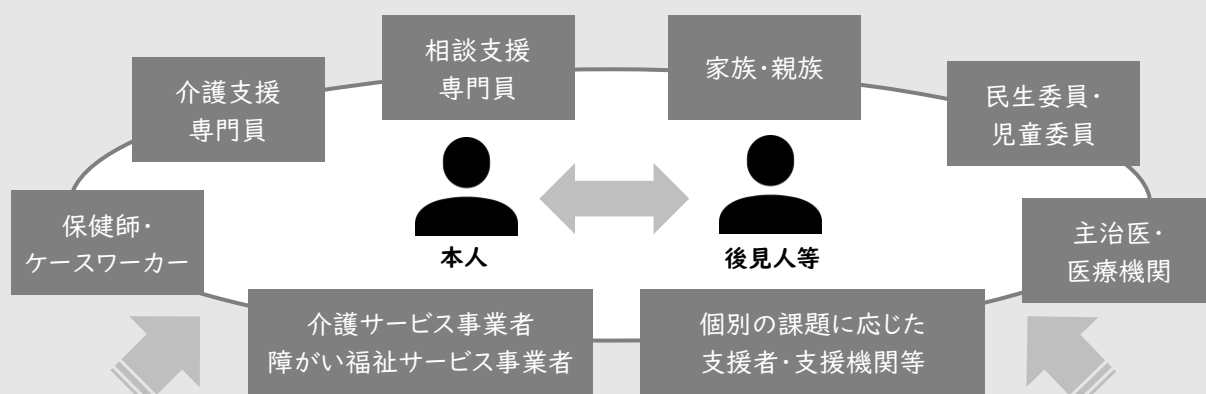 相談支援
専門員
家族・親族
介護支援
専門員
民生委員・
児童委員
保健師・
ケースワーカー
本人
後見人等
主治医・
医療機関
介護サービス事業者
障がい福祉サービス事業者
個別の課題に応じた
支援者・支援機関等